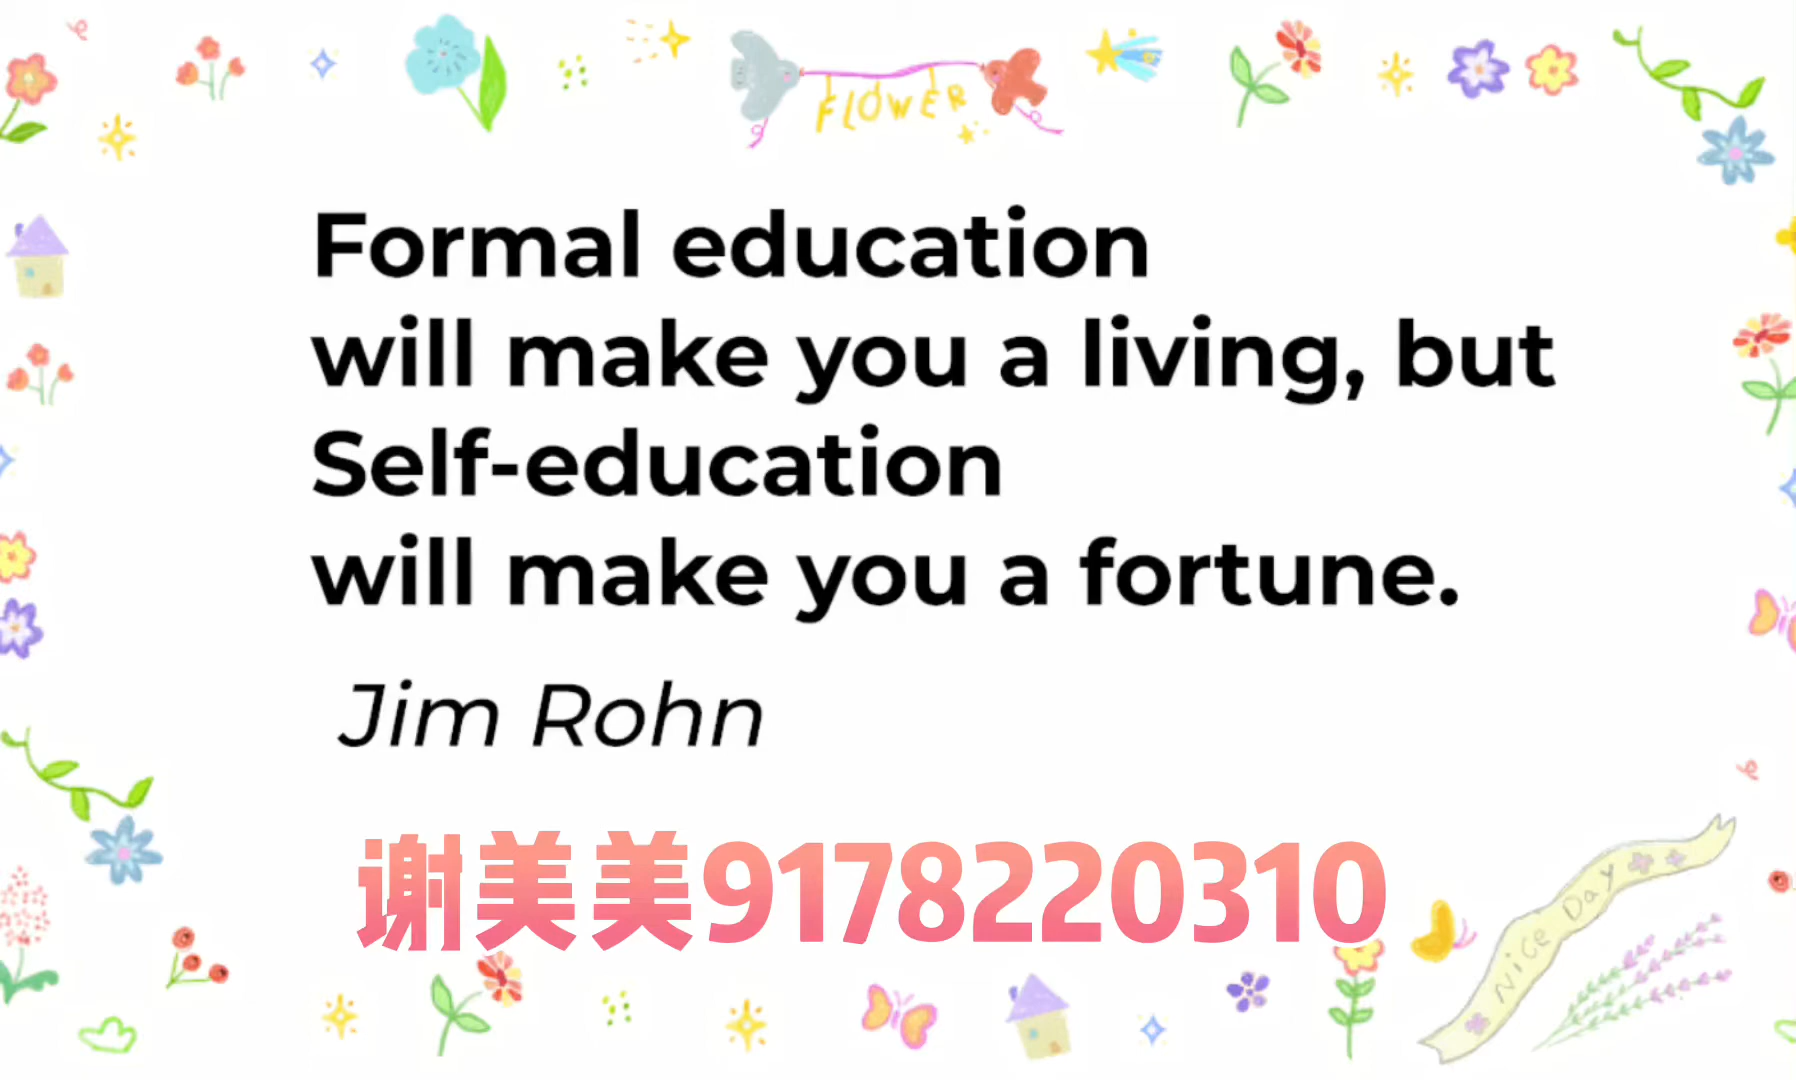 FLOWER
Formal education
will make you a living, but
Self-education
will make you a fortune.
Jim Rohn
谢美美9178220310
Nice Day